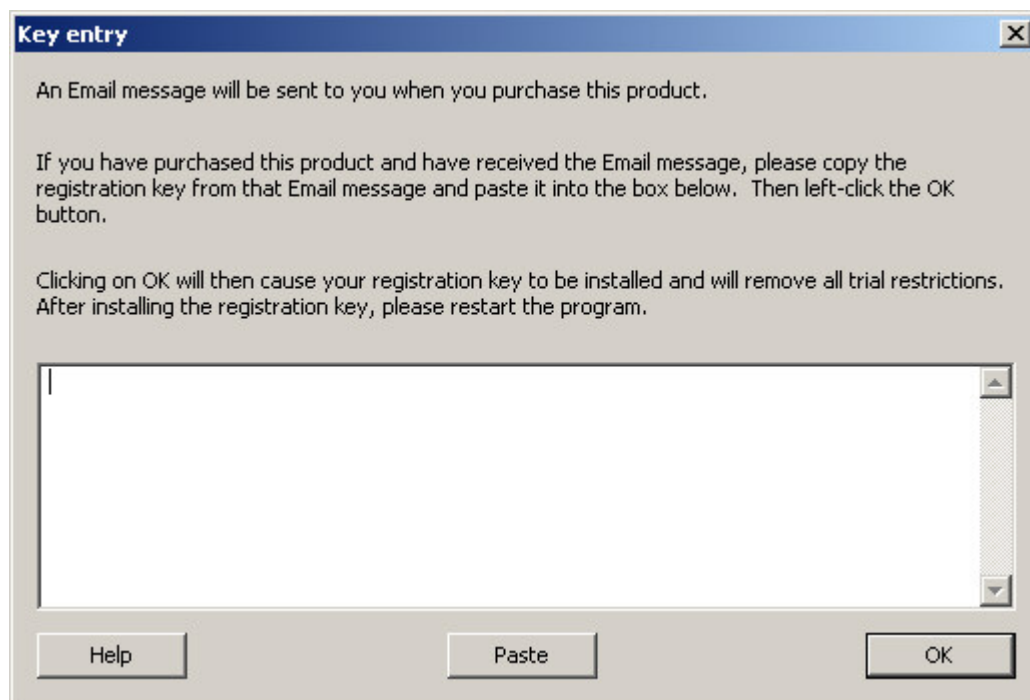 Key entry
An Email message will be sent to you when you purchase this product.
If you have purchased this product and have received the Email message, please copy the
registration key from that Email message and paste it into the box below.  Then left-click the OK
button.
Clicking on OK will then cause your registration key to be installed and will remove all trial restrictions.
After installing the registration key, please restart the program.
Help
Paste
OK